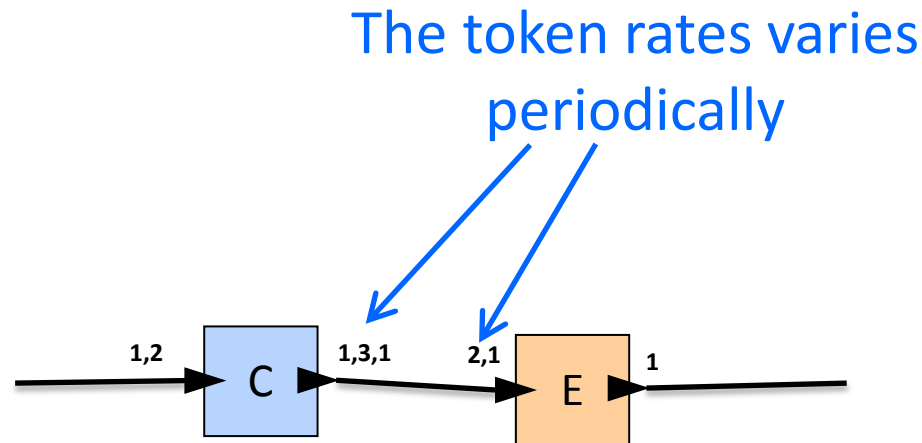 The token rates varies
periodically
1,2
C
1,3,1
2,1
E
1